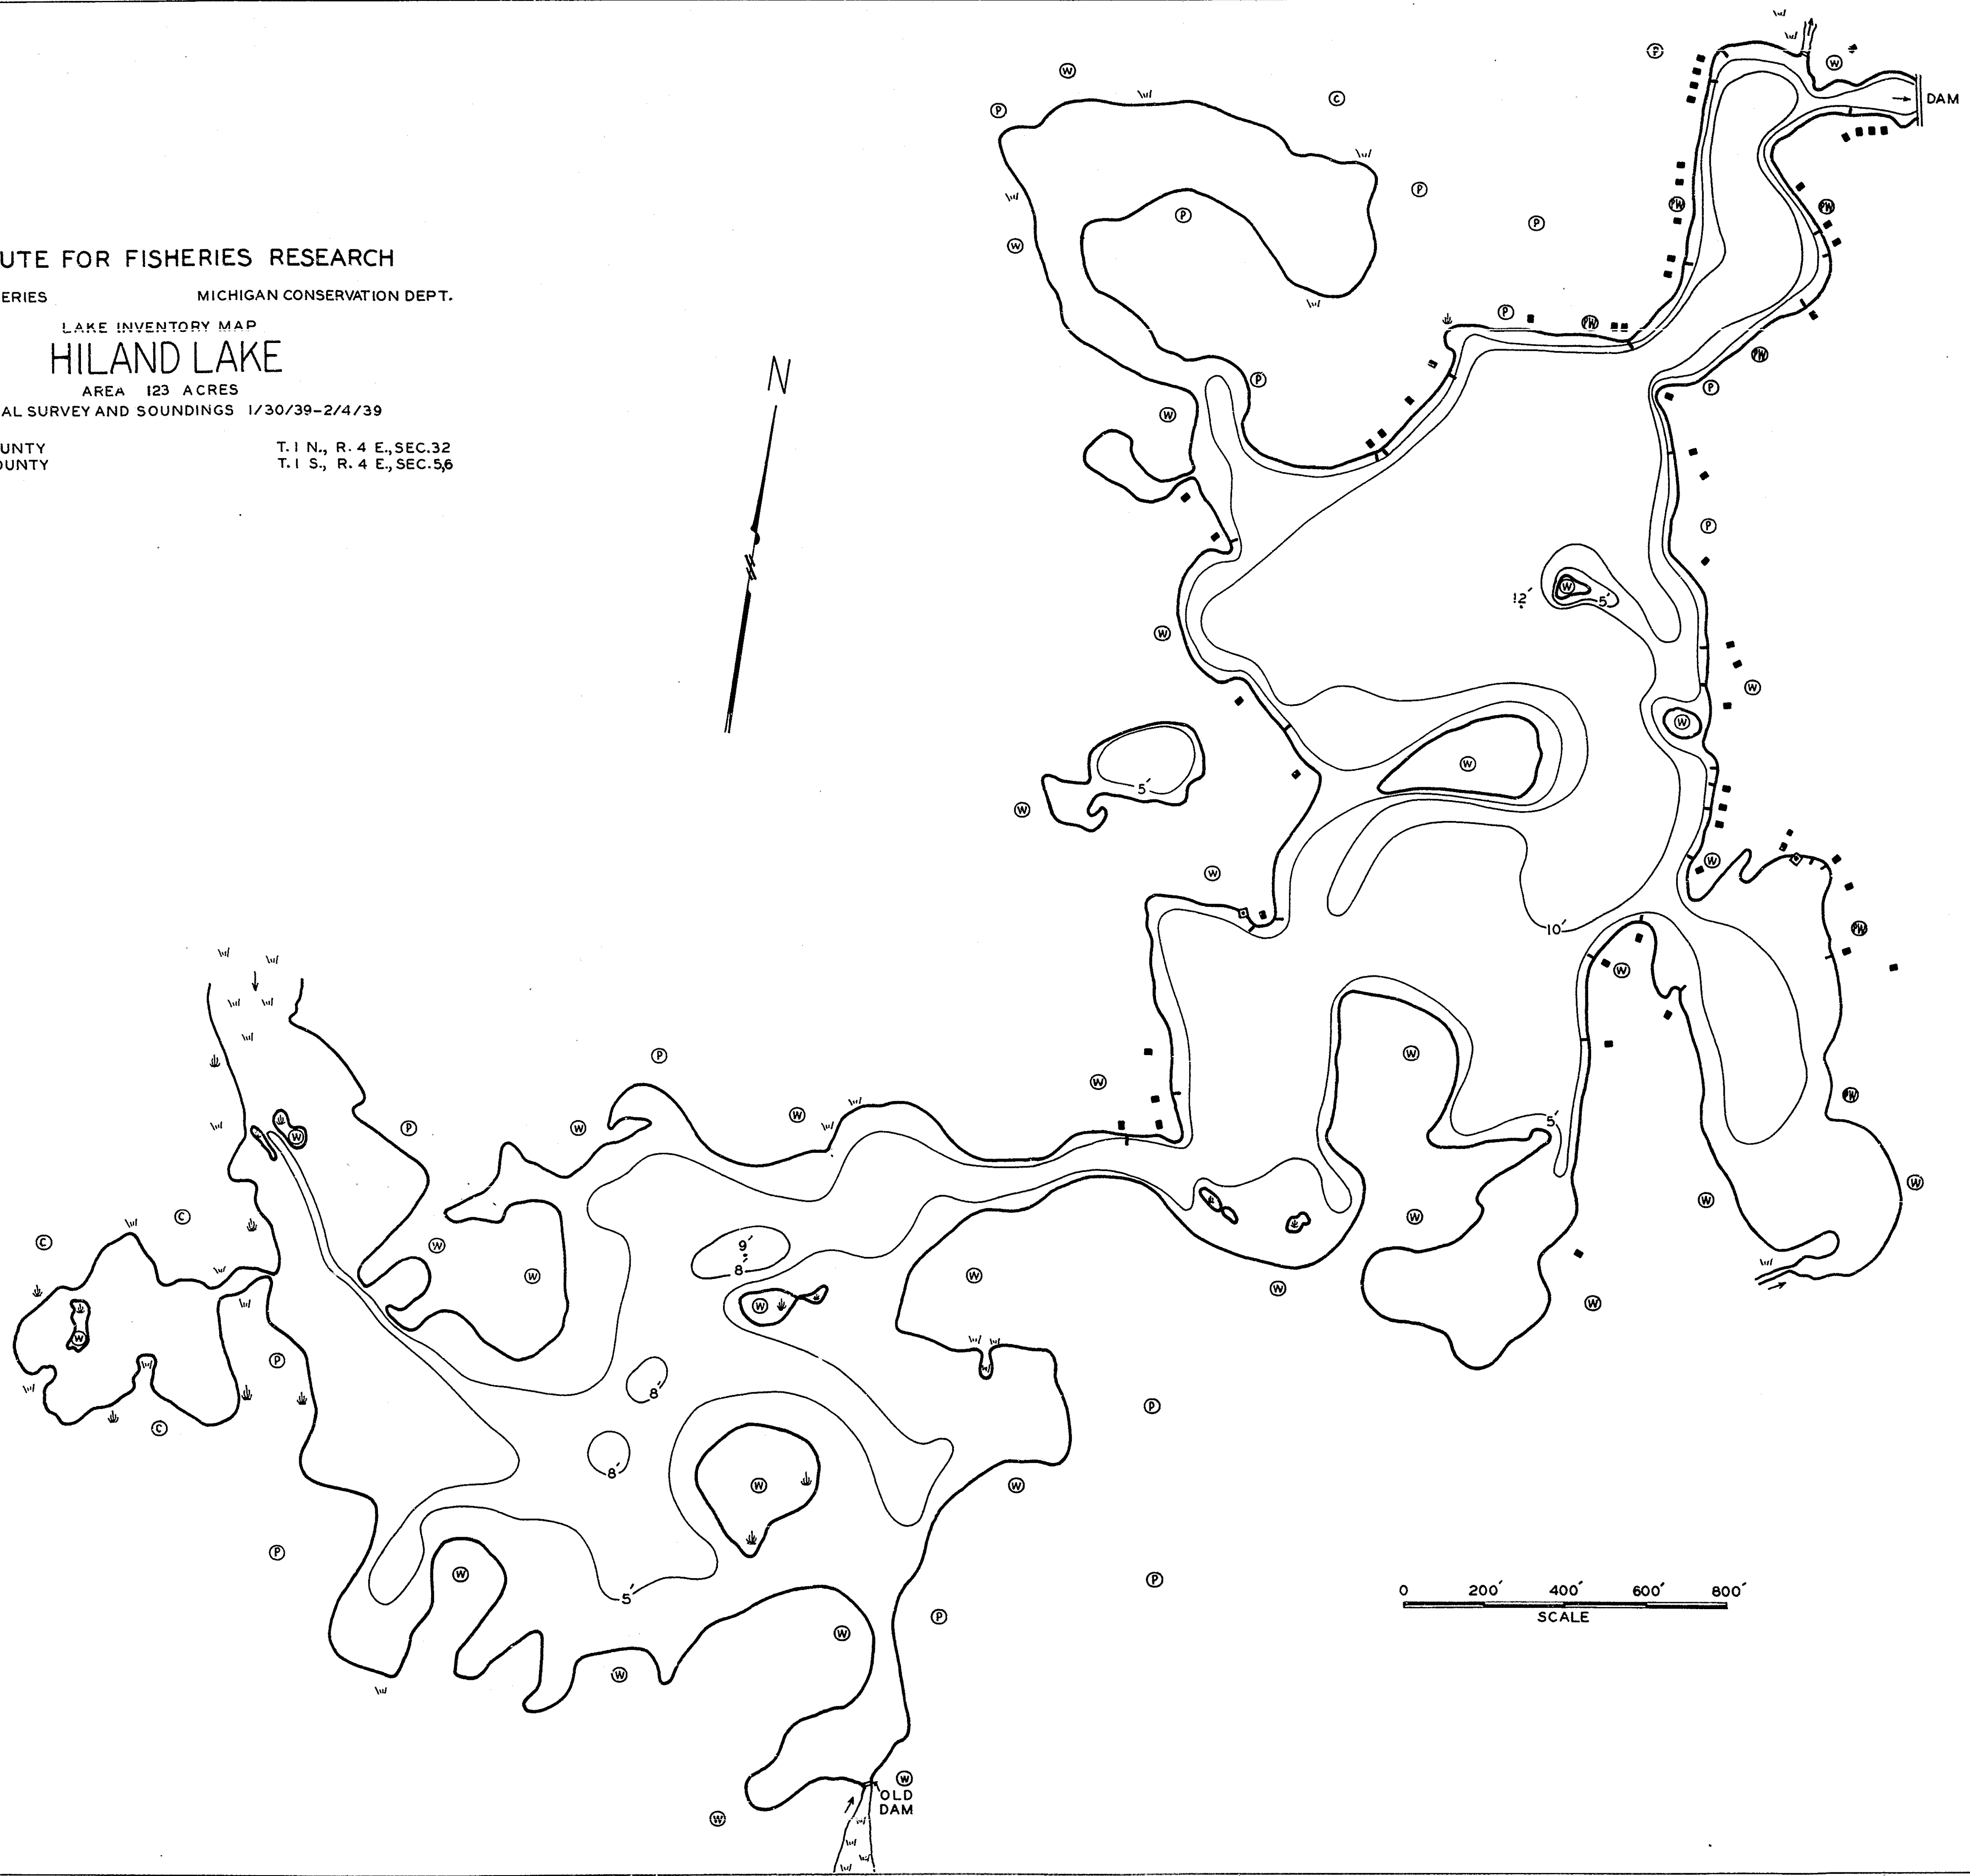 UTE FOR FISHERIES RESEARCH
ERIES MICHIGAN CONSERVATION DEPT.
LAKE INVENTORY MAP
HILAND LAKE
AREA 123 ACRES
AL SURVEY AND SOUNDINGS 1/30/39-2/4/39
UNTY T. 1 N., R. 4 E., SEC. 32
OUNTY T. 1 S., R. 4 E., SEC. 5,6
N
DAM
12'
5'
5'
10'
5'
9'
8'
8'
8'
5'
0 200' 400' 600' 800'
SCALE
OLD
DAM